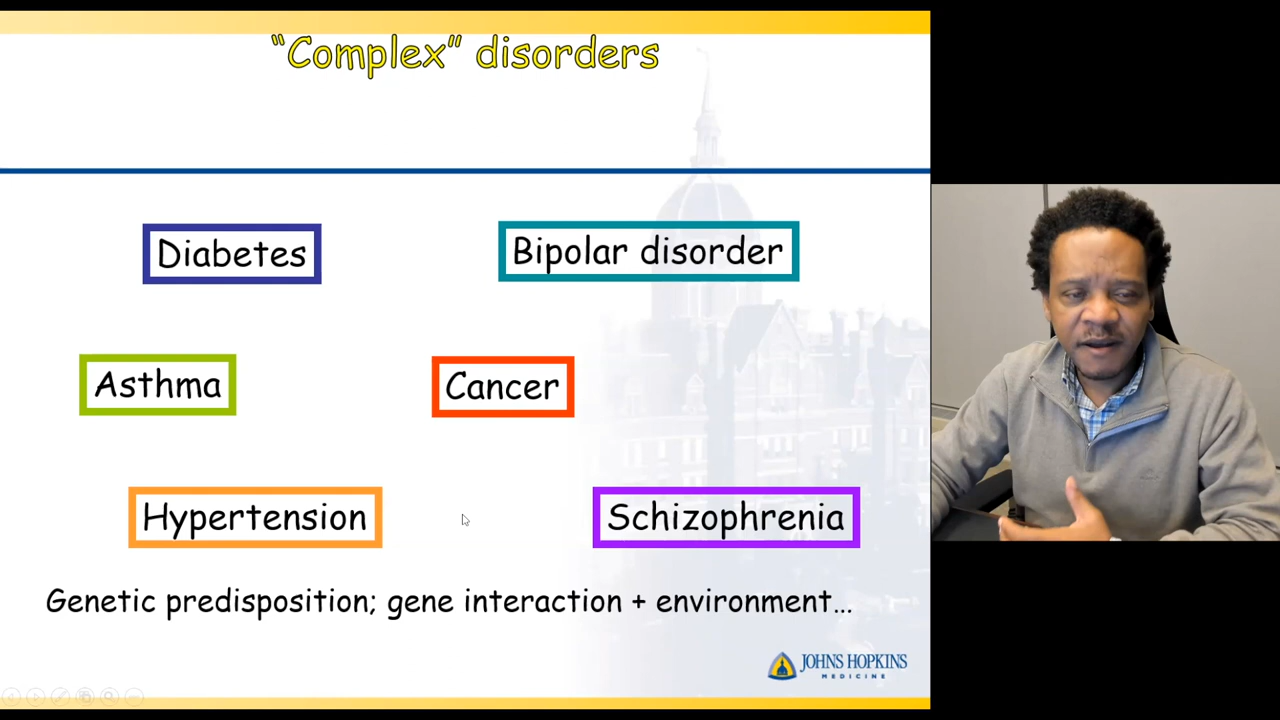 “Complex” disorders
Diabetes
Bipolar disorder
Asthma
Cancer
Hypertension
Schizophrenia
Genetic predisposition; gene interaction + environment…
JOHNS HOPKINS
MEDICINE